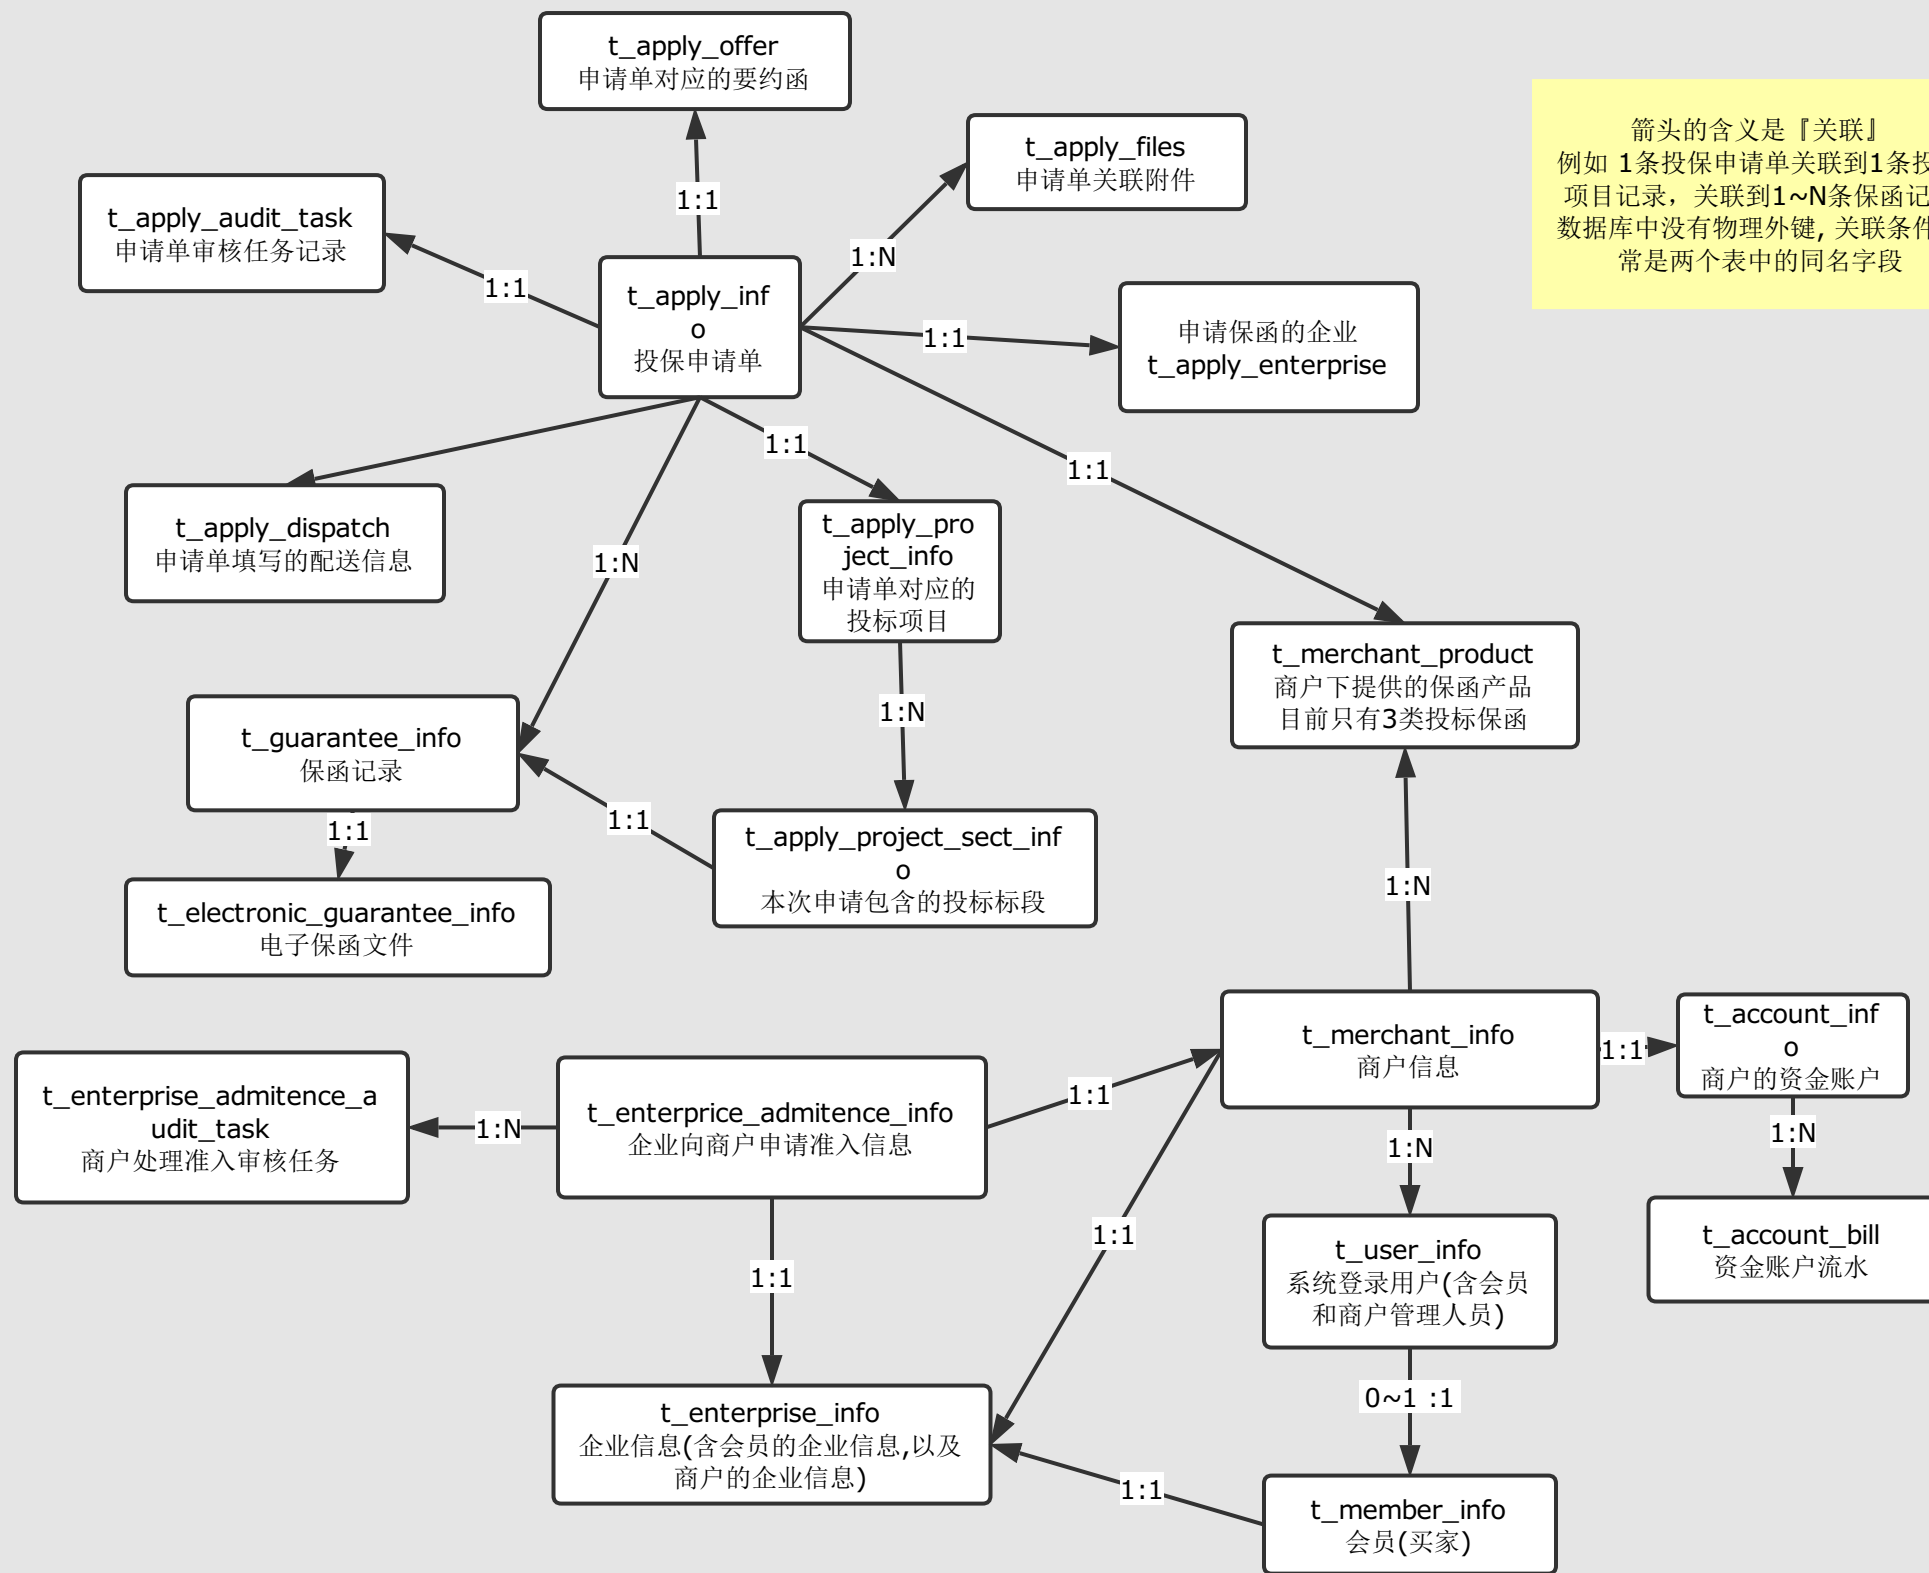 t_apply_offer
申请单对应的要约函
t_apply_files
申请单关联附件
箭头的含义是『关联』
例如 1条投保申请单关联到1条投
项目记录，关联到1~N条保函记
数据库中没有物理外键, 关联条件
常是两个表中的同名字段
t_apply_audit_task
申请单审核任务记录
1:1
1:N
1:1
t_apply_inf
o
投保申请单
1:1
申请保函的企业
t_apply_enterprise
1:1
1:1
t_apply_dispatch
申请单填写的配送信息
1:N
t_apply_pro
ject_info
申请单对应的
投标项目
t_merchant_product
商户下提供的保函产品
目前只有3类投标保函
1:N
t_guarantee_info
保函记录
1:1
1:1
t_apply_project_sect_inf
o
本次申请包含的投标标段
t_electronic_guarantee_info
电子保函文件
1:N
t_merchant_info
商户信息
1:1
t_account_inf
o
商户的资金账户
t_enterprise_admitence_a
udit_task
商户处理准入审核任务
1:N
t_enterprice_admitence_info
企业向商户申请准入信息
1:1
1:N
1:N
1:1
1:1
t_user_info
系统登录用户(含会员
和商户管理人员)
t_account_bill
资金账户流水
0~1 :1
t_enterprise_info
企业信息(含会员的企业信息,以及
商户的企业信息)
1:1
t_member_info
会员(买家)